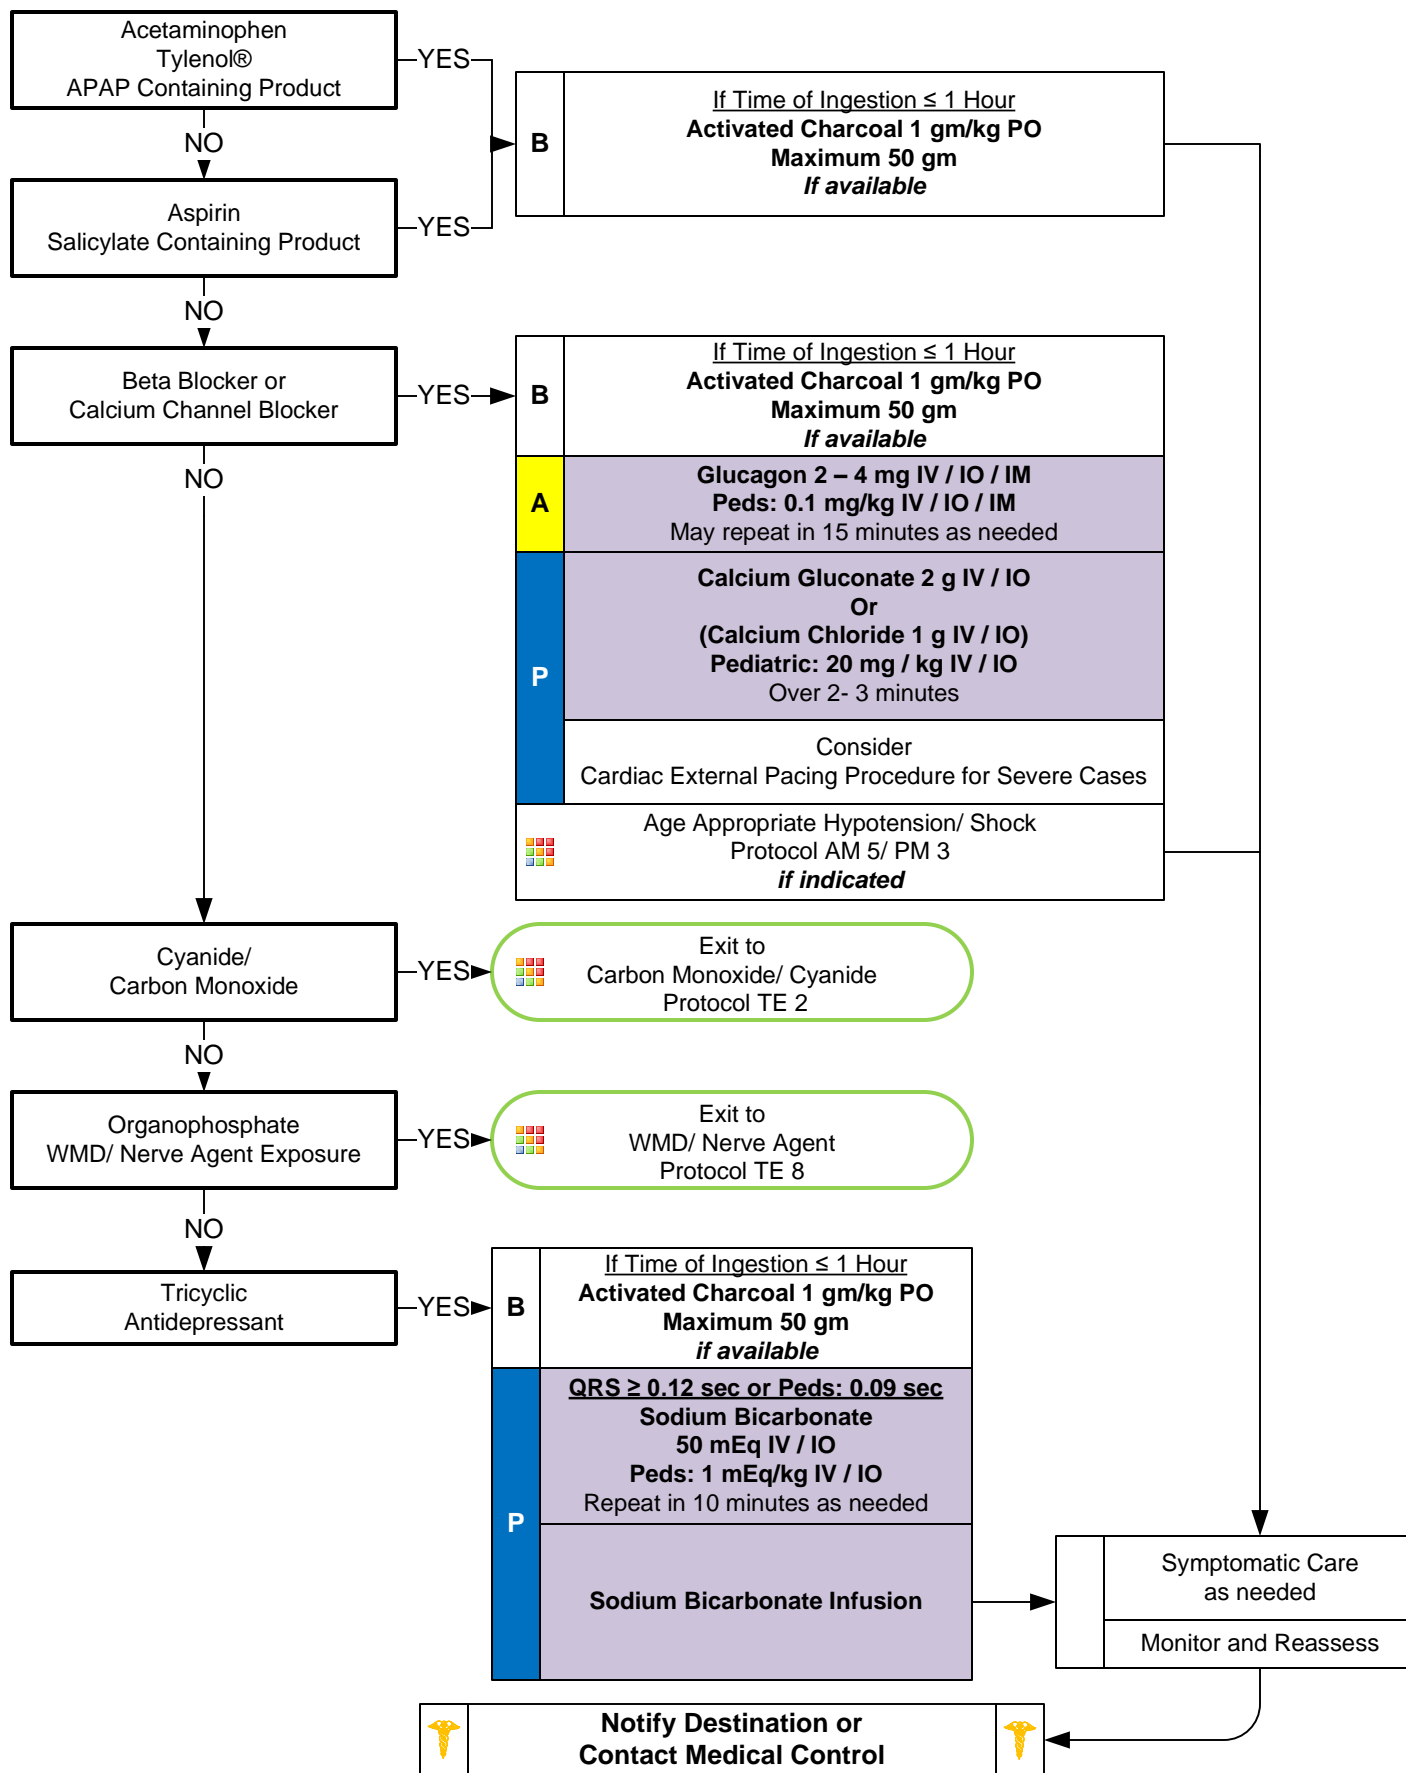 Acetaminophen
Tylenol®
APAP Containing Product
YES
NO
If Time of Ingestion ≤ 1 Hour
B
Activated Charcoal 1 gm/kg PO
Maximum 50 gm
If available
Aspirin
Salicylate Containing Product
YES
NO
Beta Blocker or
Calcium Channel Blocker
YES
NO
If Time of Ingestion ≤ 1 Hour
B
Activated Charcoal 1 gm/kg PO
Maximum 50 gm
If available
A
Glucagon 2 – 4 mg IV / IO / IM
Peds: 0.1 mg/kg IV / IO / IM
May repeat in 15 minutes as needed
P
Calcium Gluconate 2 g IV / IO
Or
(Calcium Chloride 1 g IV / IO)
Pediatric: 20 mg / kg IV / IO
Over 2- 3 minutes
Consider
Cardiac External Pacing Procedure for Severe Cases
Age Appropriate Hypotension/ Shock
Protocol AM 5/ PM 3
if indicated
Cyanide/
Carbon Monoxide
YES
NO
Exit to
Carbon Monoxide/ Cyanide
Protocol TE 2
Organophosphate
WMD/ Nerve Agent Exposure
YES
NO
Exit to
WMD/ Nerve Agent
Protocol TE 8
Tricyclic
Antidepressant
YES
If Time of Ingestion ≤ 1 Hour
B
Activated Charcoal 1 gm/kg PO
Maximum 50 gm
if available
P
QRS ≥ 0.12 sec or Peds: 0.09 sec
Sodium Bicarbonate
50 mEq IV / IO
Peds: 1 mEq/kg IV / IO
Repeat in 10 minutes as needed
Sodium Bicarbonate Infusion
Symptomatic Care
as needed
Monitor and Reassess
Notify Destination or
Contact Medical Control